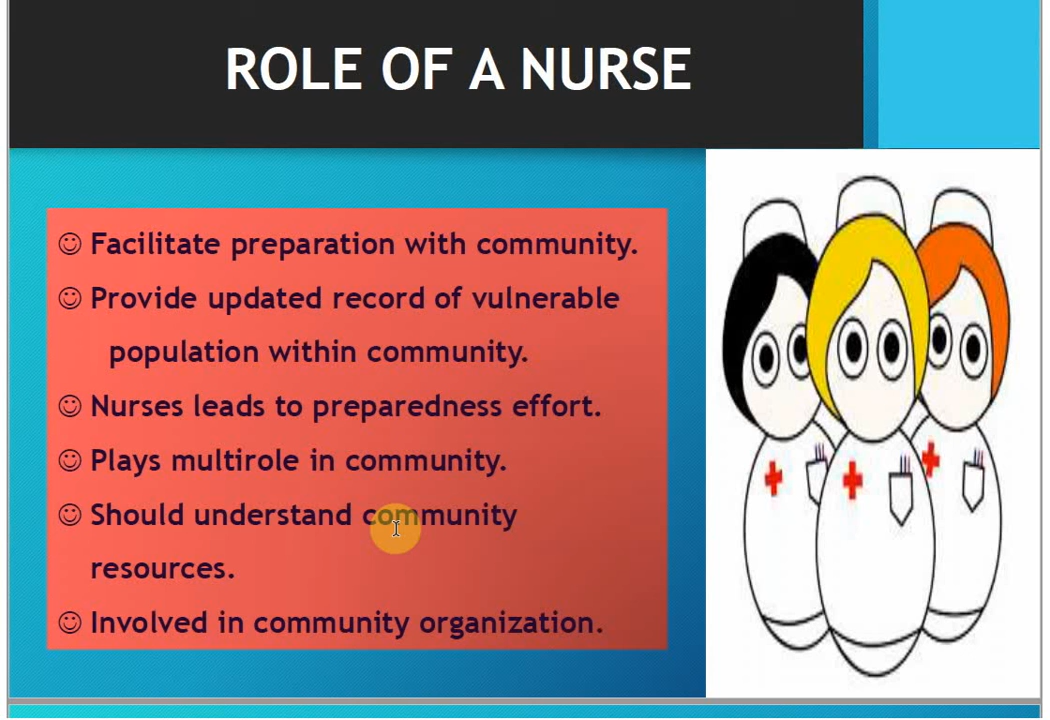 ROLE OF A NURSE
☺ Facilitate preparation with community.
☺ Provide updated record of vulnerable
population within community.
☺ Nurses leads to preparedness effort.
☺ Plays multirole in community.
☺ Should understand community
resources.
☺ Involved in community organization.